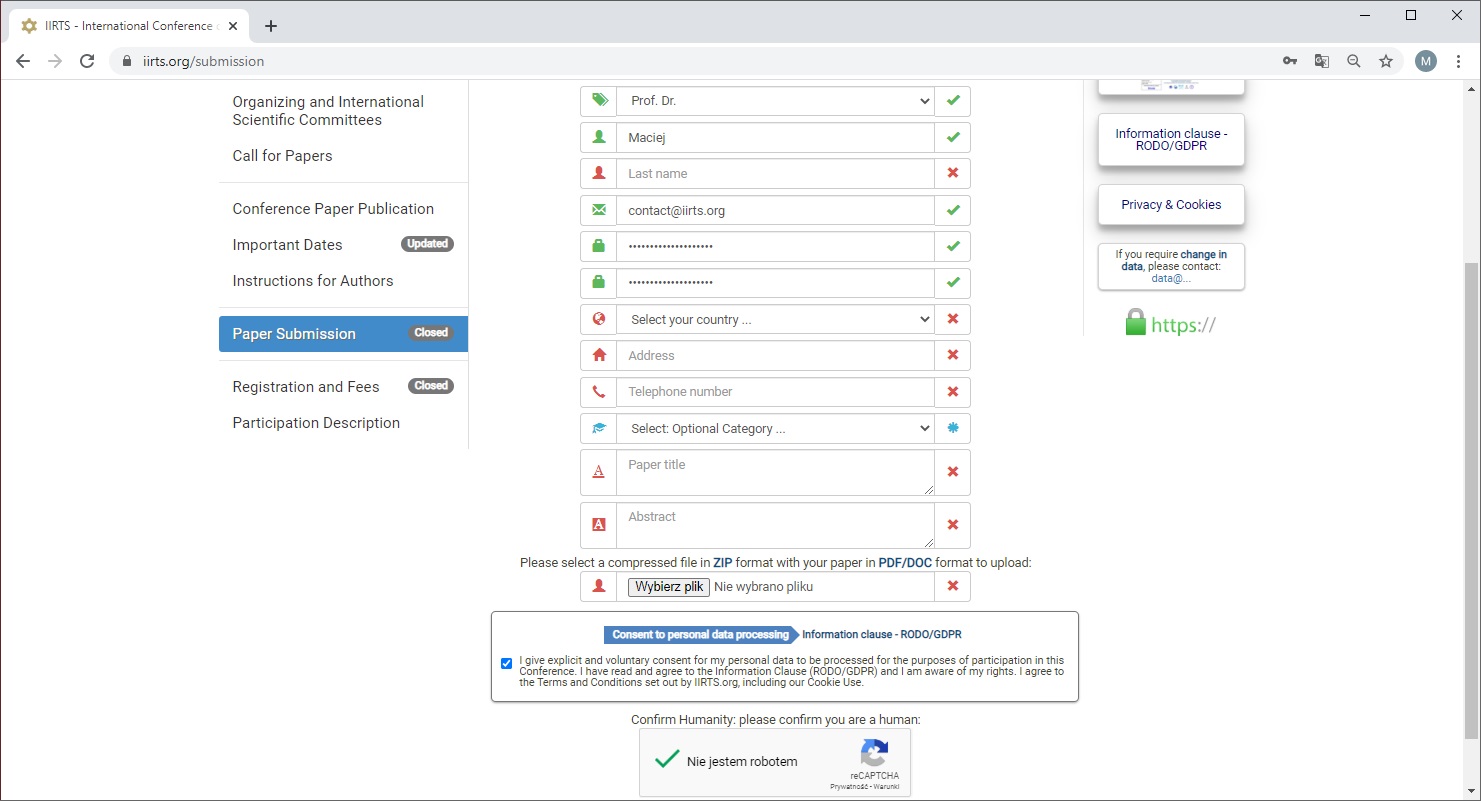 IIRTS - International Conference
iirts.org/submission
M
Organizing and International
Scientific Committees
Call for Papers
Conference Paper Publication
Important Dates Updated
Instructions for Authors
Paper Submission Closed
Registration and Fees Closed
Participation Description
Prof. Dr.
Maciej
Last name
contact@iirts.org
••••••••••••••••••••
••••••••••••••••••••
Select your country ...
Address
Telephone number
Select: Optional Category ...
A Paper title
A Abstract
Please select a compressed file in ZIP format with your paper in PDF/DOC format to upload:
Wybierz plik Nie wybrano pliku
Consent to personal data processing Information clause - RODO/GDPR
I give explicit and voluntary consent for my personal data to be processed for the purposes of participation in this
Conference. I have read and agree to the Information Clause (RODO/GDPR) and I am aware of my rights. I agree to
the Terms and Conditions set out by IIRTS.org, including our Cookie Use.
Confirm Humanity: please confirm you are a human:
Nie jestem robotem
reCAPTCHA
Prywatność - Warunki
Information clause -
RODO/GDPR
Privacy & Cookies
If you require change in
data, please contact:
data@...
https://